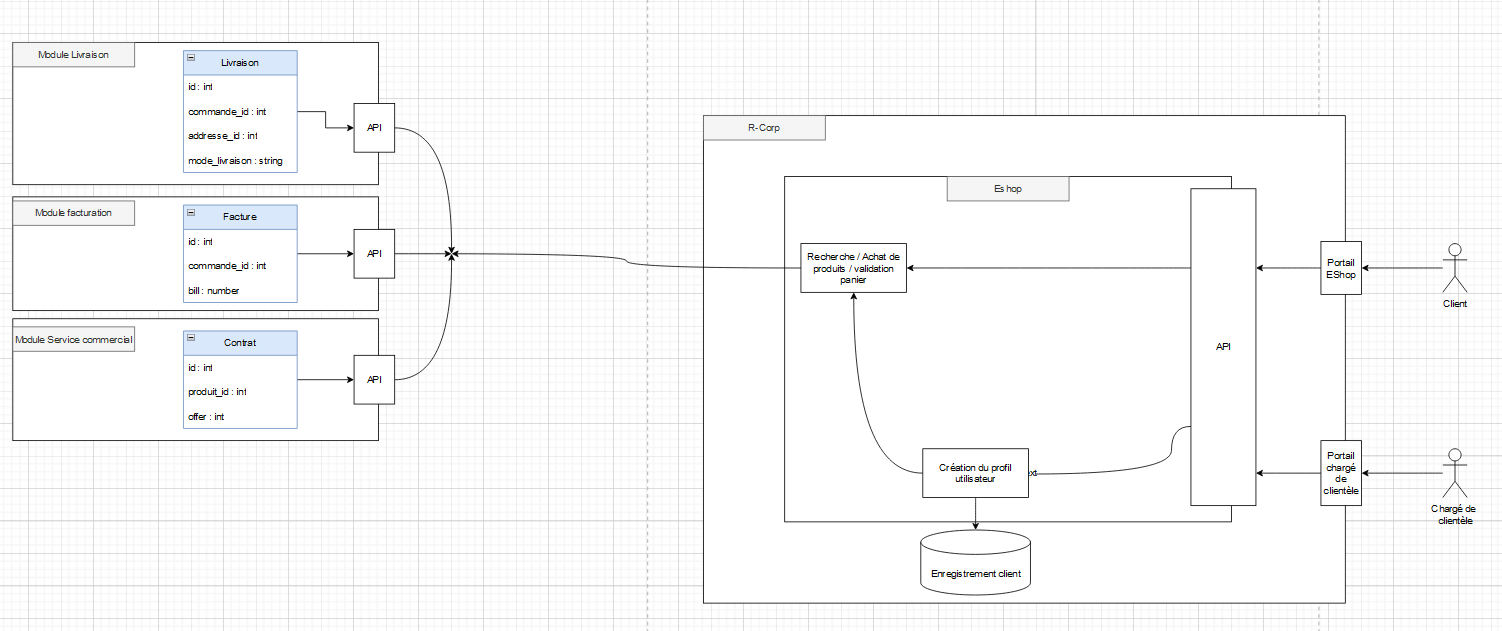 Module Livraison
Livraison
id : int
commande_id : int
addresse_id : int
mode_livraison : string
API
Module facturation
Facture
id : int
commande_id : int
bill : number
API
Module Service commercial
Contrat
id : int
produit_id : int
offer : int
API
R-Corp
Eshop
Recherche / Achat de
produits / validation
panier
API
Création du profil
utilisateur
Enregistrement client
Portail
EShop
Client
Portail
chargé
de
clientèle
Chargé de
clientèle